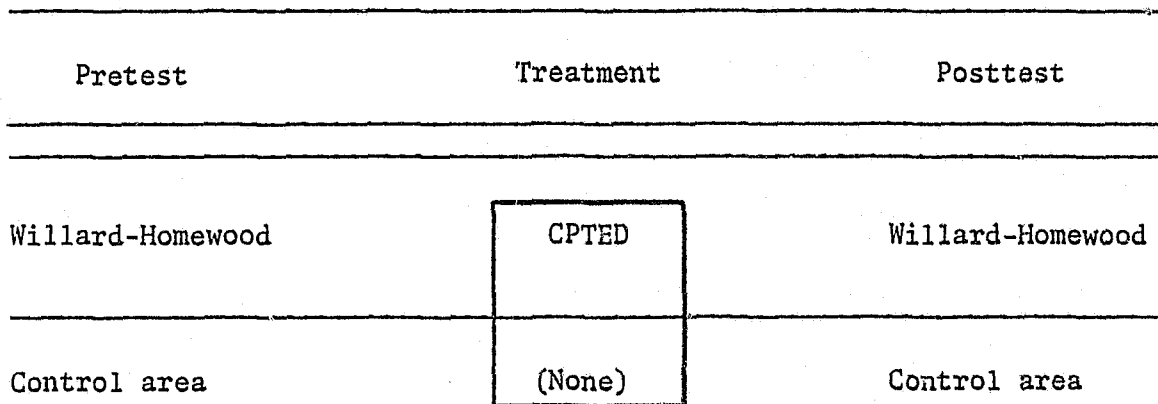 Pretest Treatment Posttest
Willard-Homewood CPTED Willard-Homewood
Control area (None) Control area